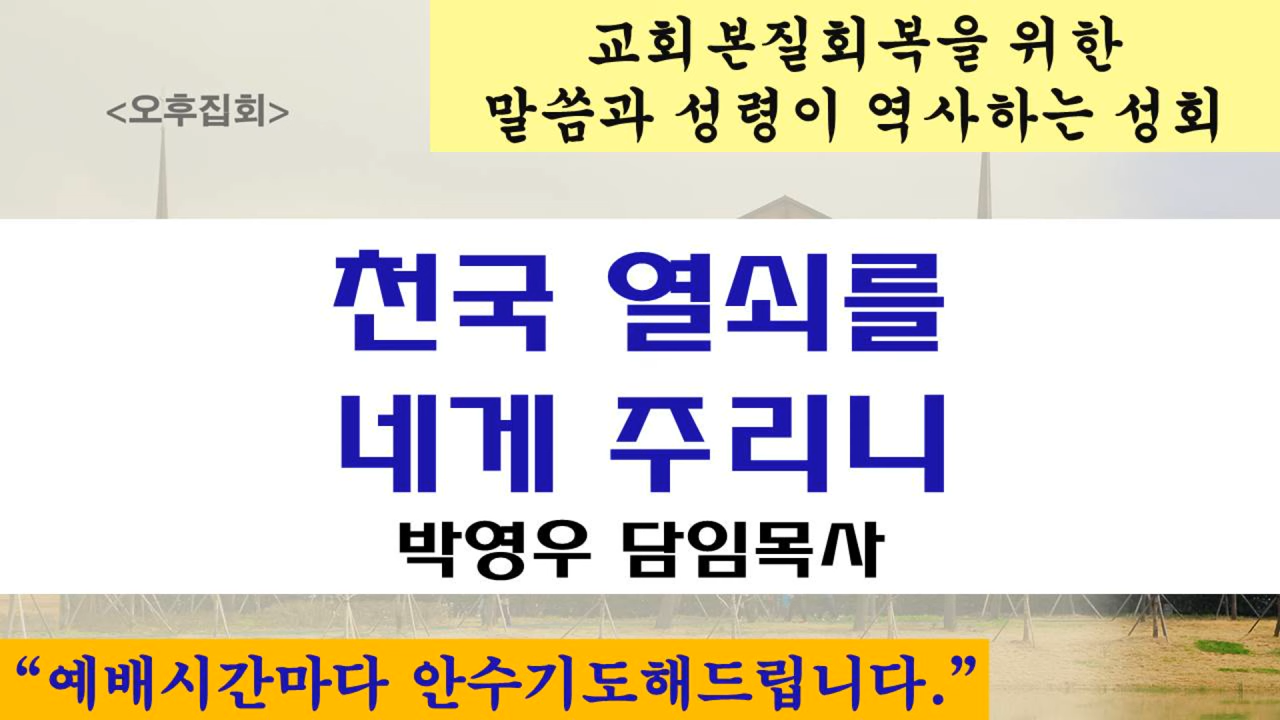 교회본질회복을 위한
말씀과 성령이 역사하는 성회
<오후집회>
천국 열쇠를
네게 주리니
박영우 담임목사
“예배시간마다 안수기도해드립니다.”